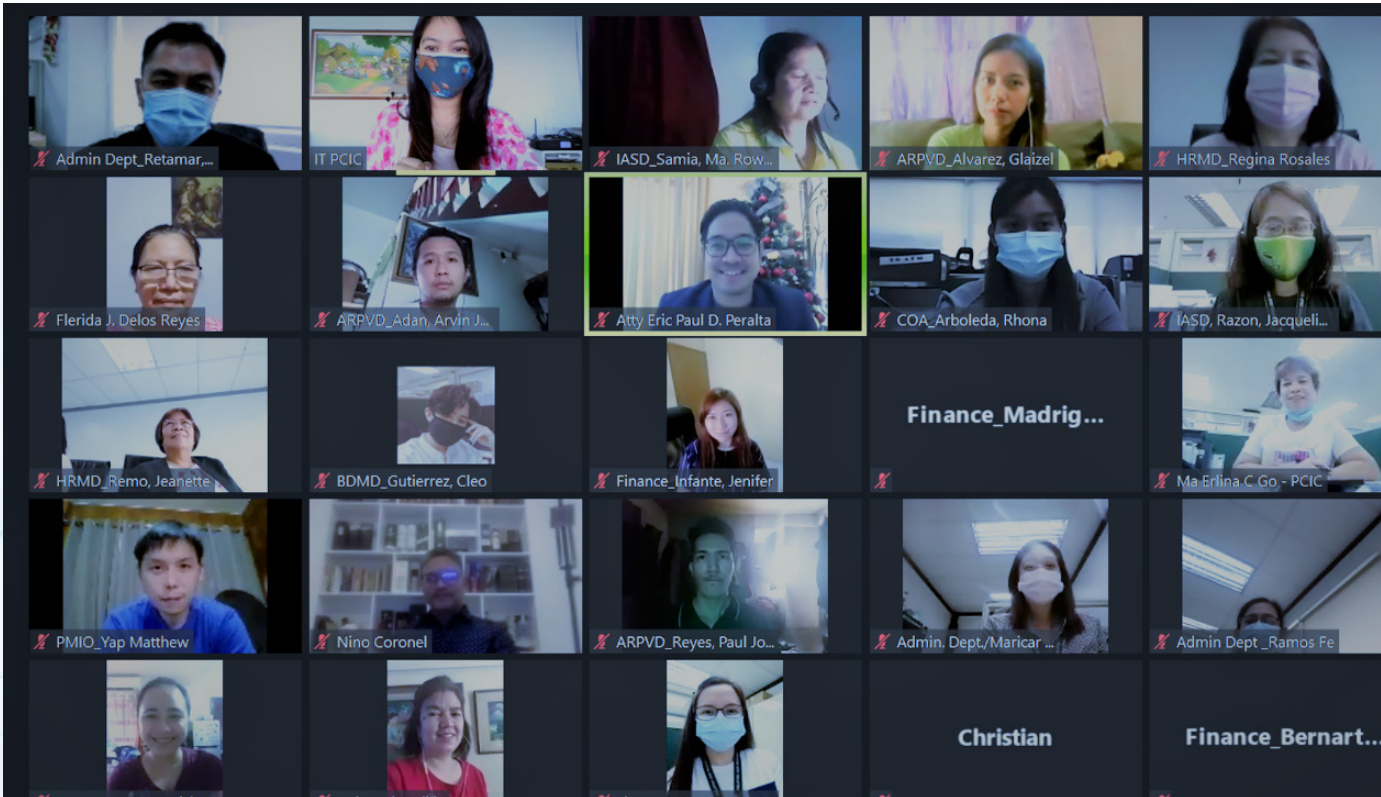 Admin Dept_Retamar,...
IT PCIC
IASD_Samia, Ma. Row...
ARPVD_Alvarez, Glaizel
HRMD_Regina Rosales
Flerida J. Delos Reyes
ARPVD_Adan, Arvin J...
Atty Eric Paul D. Peralta
COA_Arboleda, Rhona
IASD, Razon, Jacqueli...
HRMD_Remo, Jeanette
BDMD_Gutierrez, Cleo
Finance_Infante, Jenifer
Finance_Madrig...
Ma Erlina C Go - PCIC
PMIO_Yap Matthew
Nino Coronel
ARPVD_Reyes, Paul Jo...
Admin. Dept./Maricar ...
Admin Dept _Ramos Fe
Christian
Finance_Bernart...